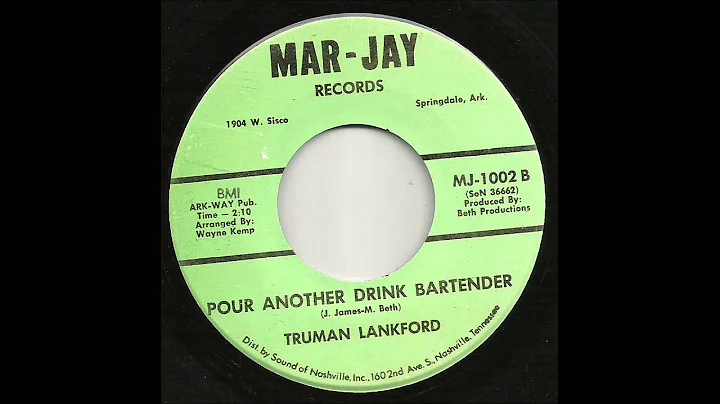 MAR-JAY
RECORDS
Springdale, Ark.
1904 W. Sisco
BMI
ARK-WAY Pub.
Time — 2:10
Arranged By:
Wayne Kemp
MJ-1002 B
(SoN 36662)
Produced By:
Beth Productions
POUR ANOTHER DRINK BARTENDER
(J. James-M. Beth)
TRUMAN LANKFORD
Dist. by Sound of Nashville, Inc., 160 2nd Ave. S., Nashville, Tennessee